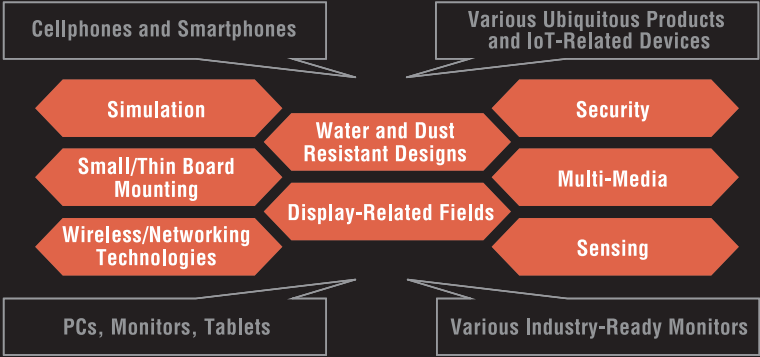 Cellphones and Smartphones
Various Ubiquitous Products
and IoT-Related Devices
Simulation
Security
Water and Dust
Resistant Designs
Small/Thin Board
Mounting
Multi-Media
Display-Related Fields
Wireless/Networking
Technologies
Sensing
PCs, Monitors, Tablets
Various Industry-Ready Monitors